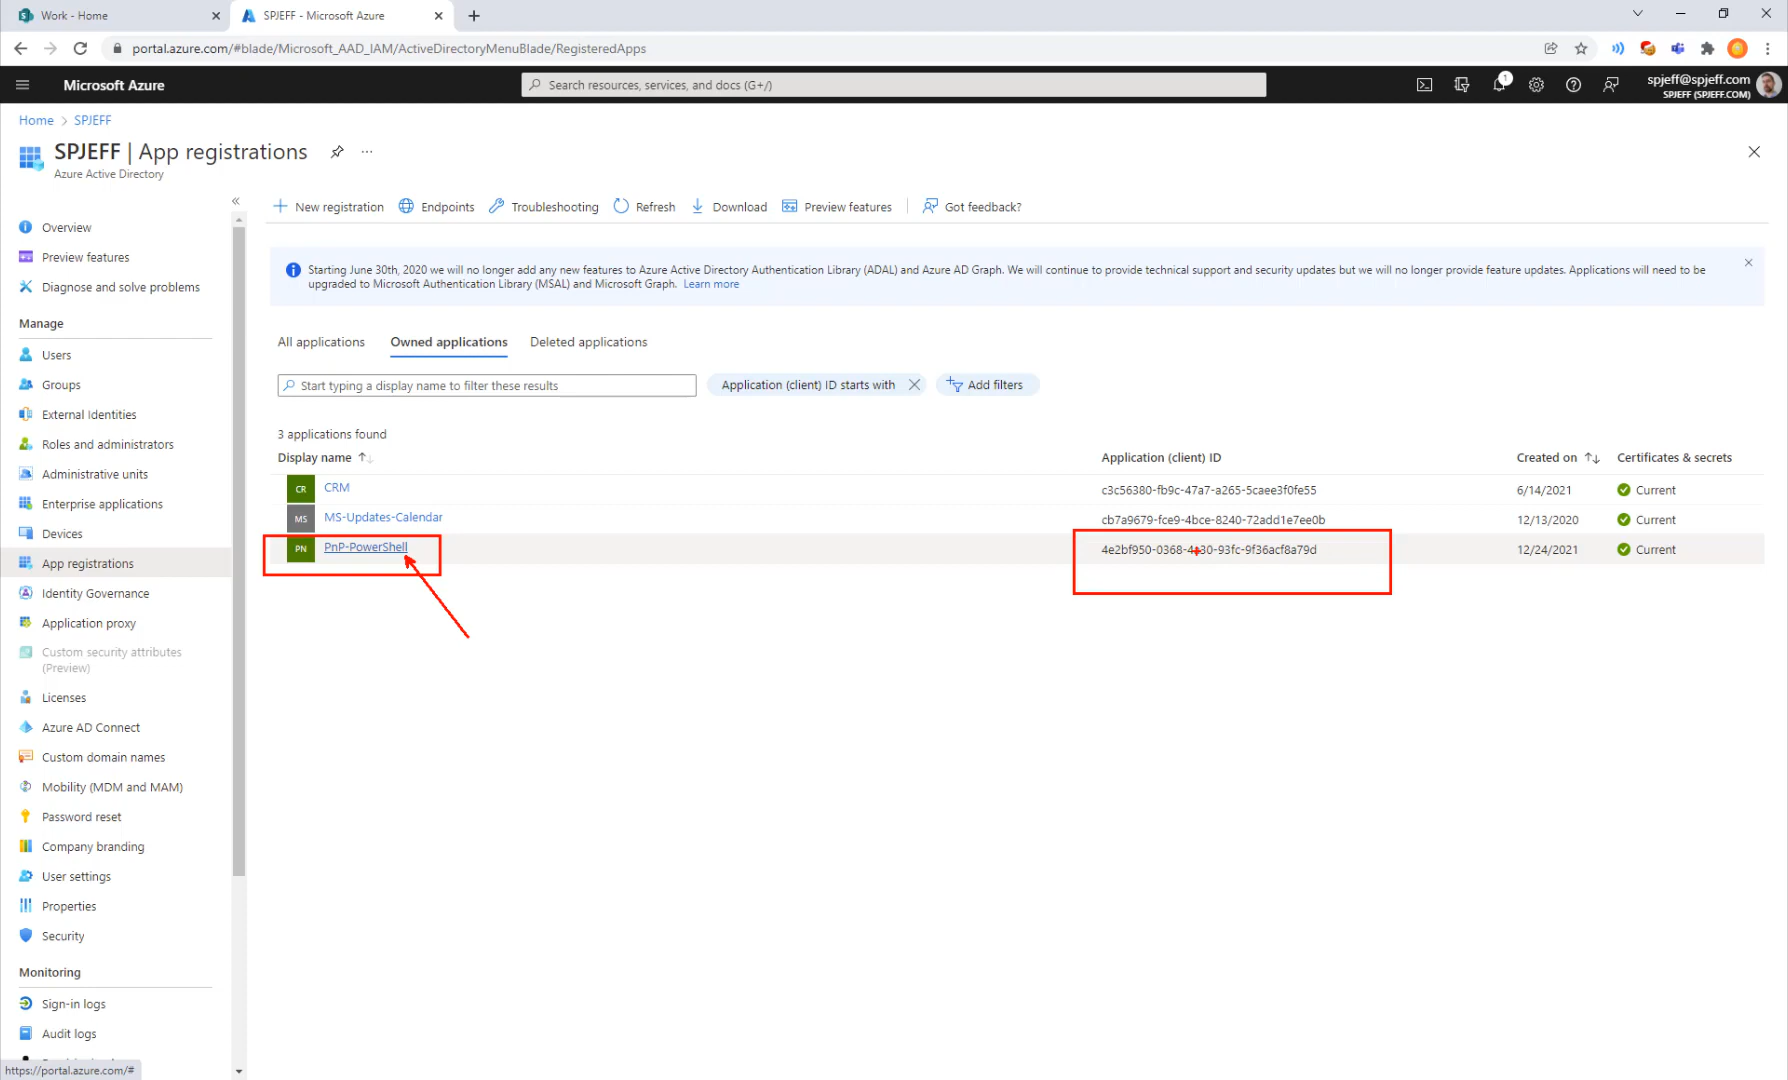 Work - Home
SPJEFF - Microsoft Azure
portal.azure.com/#blade/Microsoft_AAD_IAM/ActiveDirectoryMenuBlade/RegisteredApps
Microsoft Azure
Search resources, services, and docs (G+/)
1
spjeff@spjeff.com
SPJEFF (SPJEFF.COM)
Home > SPJEFF
SPJEFF | App registrations
Azure Active Directory
New registration
Endpoints
Troubleshooting
Refresh
Download
Preview features
Got feedback?
Starting June 30th, 2020 we will no longer add any new features to Azure Active Directory Authentication Library (ADAL) and Azure AD Graph. We will continue to provide technical support and security updates but we will no longer provide feature updates. Applications will need to be
upgraded to Microsoft Authentication Library (MSAL) and Microsoft Graph. Learn more
Overview
Preview features
Diagnose and solve problems
Manage
Users
Groups
External Identities
Roles and administrators
Administrative units
Enterprise applications
Devices
App registrations
Identity Governance
Application proxy
Custom security attributes
(Preview)
Licenses
Azure AD Connect
Custom domain names
Mobility (MDM and MAM)
Password reset
Company branding
User settings
Properties
Security
Monitoring
Sign-in logs
Audit logs
https://portal.azure.com/#
All applications
Owned applications
Deleted applications
Start typing a display name to filter these results
Application (client) ID starts with
Add filters
3 applications found
Display name
Application (client) ID
Created on
Certificates & secrets
CR CRM c3c56380-fb9c-47a7-a265-5caee3f0fe55 6/14/2021 Current
MS MS-Updates-Calendar cb7a9679-fce9-4bce-8240-72add1e7ee0b 12/13/2020 Current
PN PnP-PowerShell 12/24/2021 Current